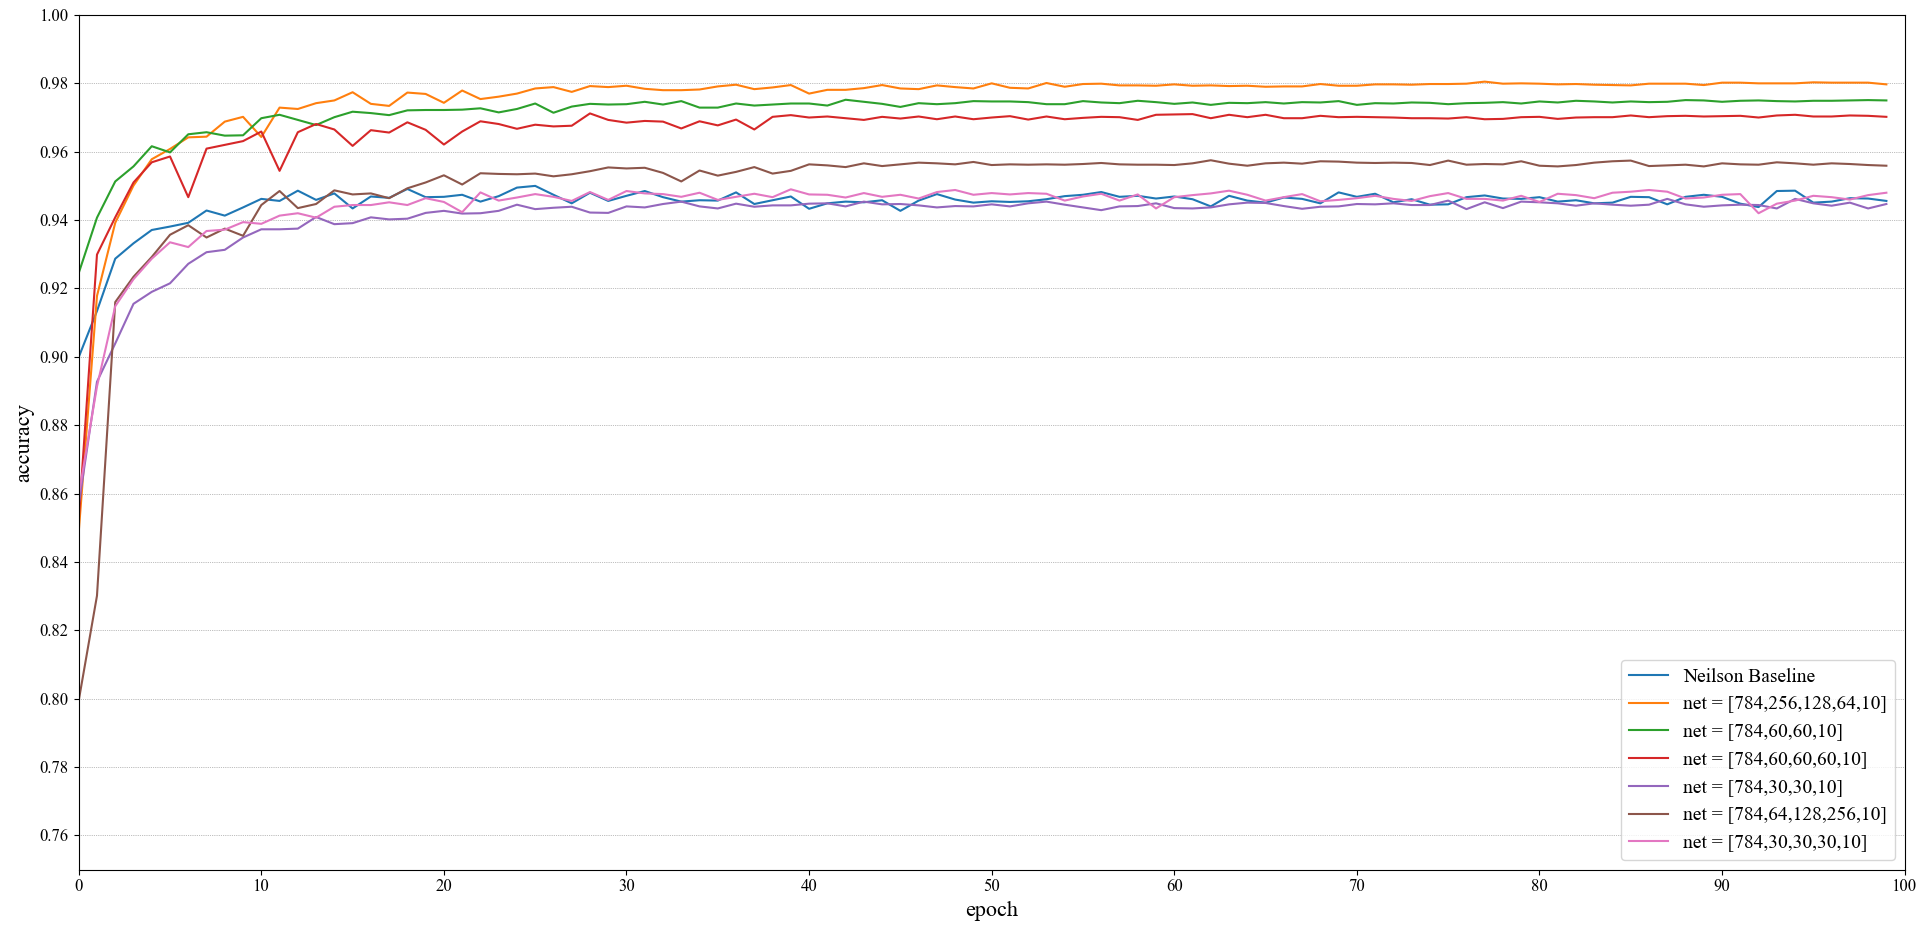 1.00
0.98
0.96
0.94
0.92
0.90
0.88
0.86
0.84
0.82
0.80
0.78
0.76
accuracy
0 10 20 30 40 50 60 70 80 90 100
epoch
Neilson Baseline
net = [784,256,128,64,10]
net = [784,60,60,10]
net = [784,60,60,60,10]
net = [784,30,30,10]
net = [784,64,128,256,10]
net = [784,30,30,30,10]